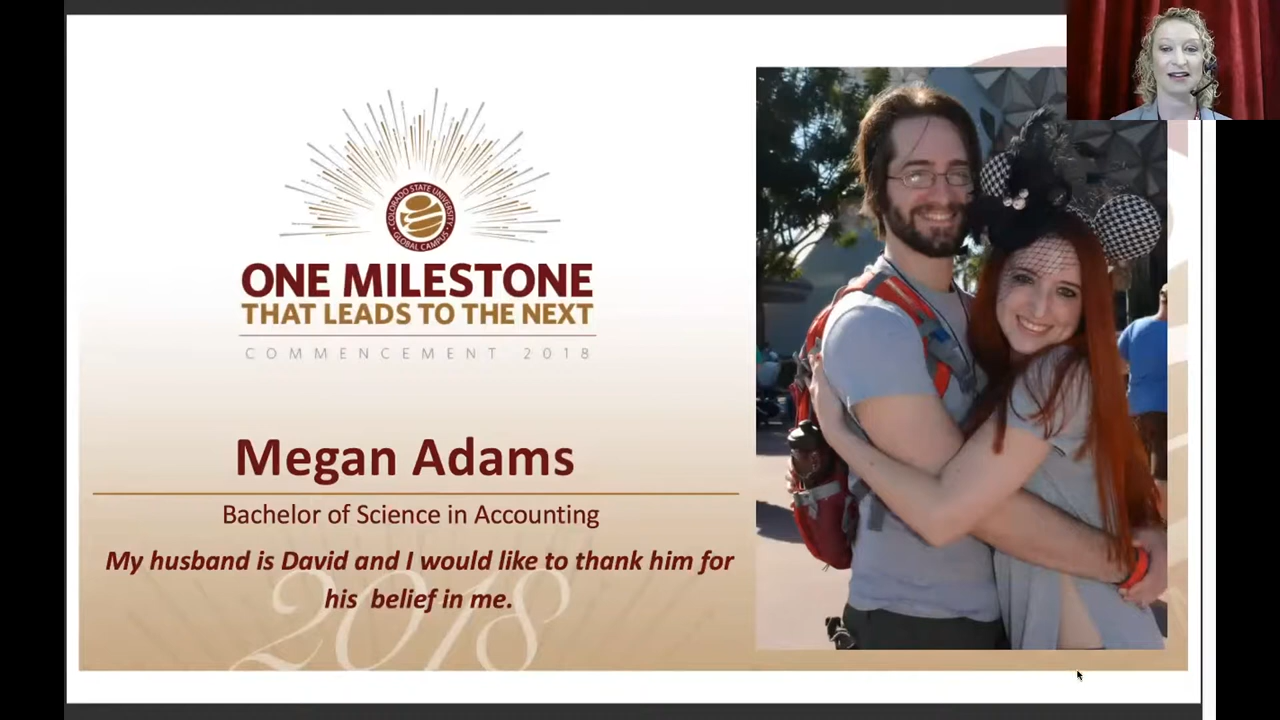 COLORADO STATE UNIVERSITY
GLOBAL CAMPUS
ONE MILESTONE
THAT LEADS TO THE NEXT
COMMENCEMENT 2018
Megan Adams
Bachelor of Science in Accounting
My husband is David and I would like to thank him for
his belief in me.
2018